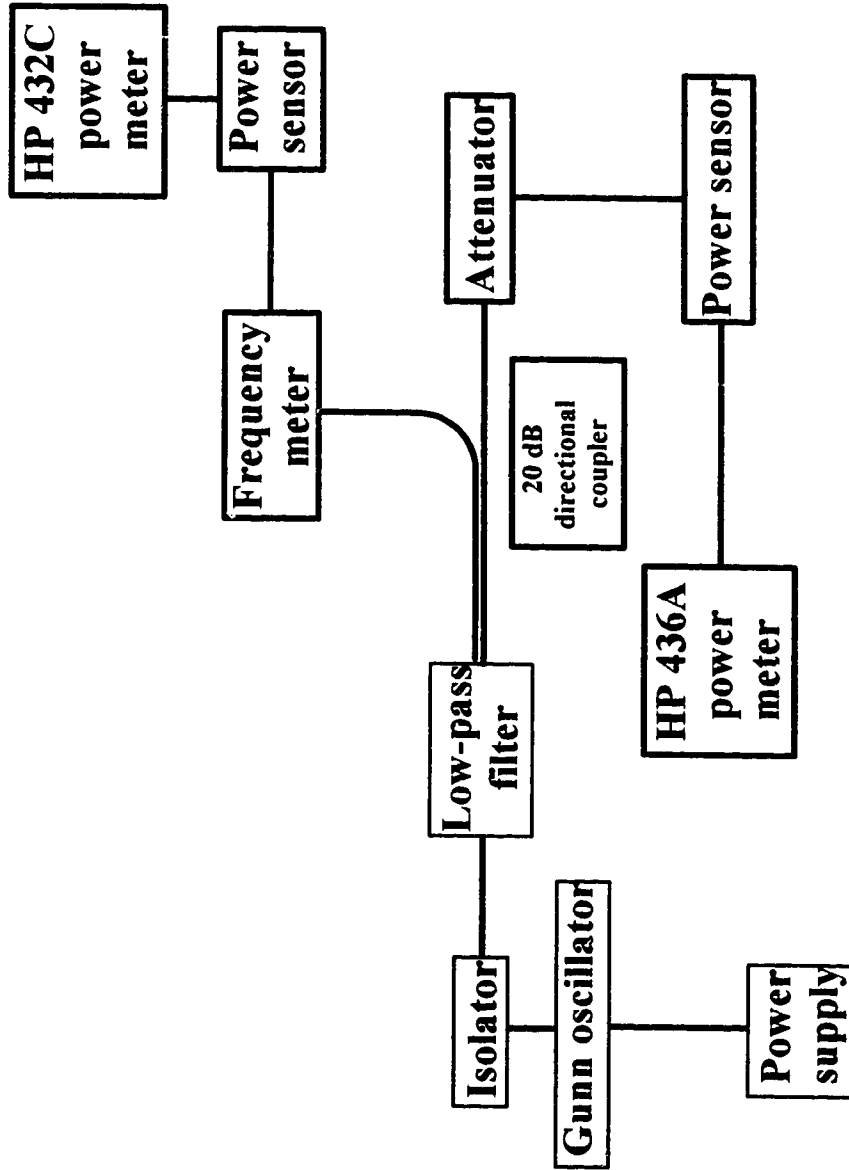 HP 432C
power
meter
Power
sensor
Frequency
meter
Attenuator
Power sensor
20 dB
directional
coupler
HP 436A
power
meter
Low-pass
filter
Isolator
Gunn oscillator
Power
supply